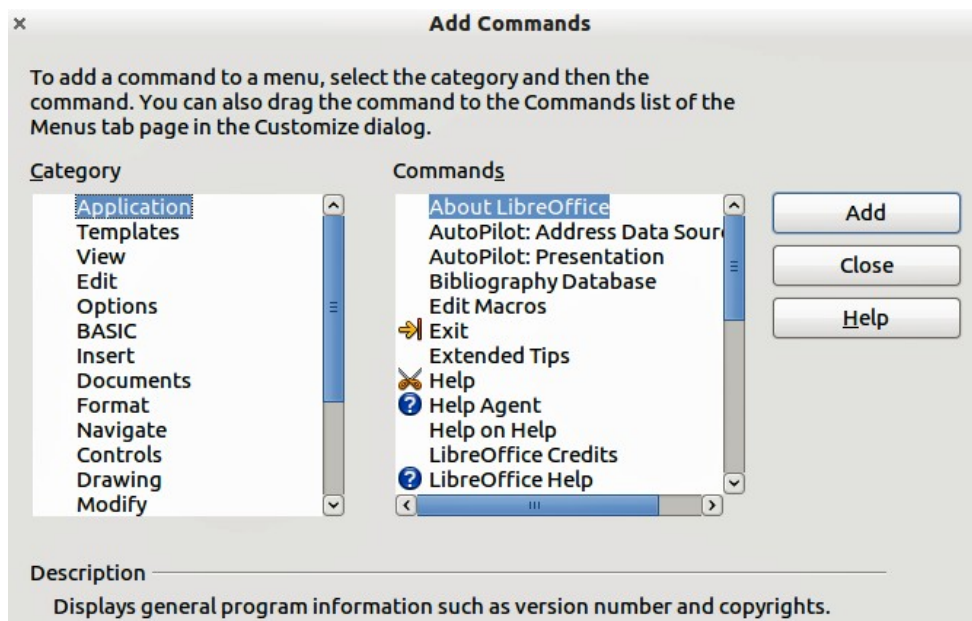 Add Commands
To add a command to a menu, select the category and then the
command. You can also drag the command to the Commands list of the
Menus tab page in the Customize dialog.
Category
Application
Templates
View
Edit
Options
BASIC
Insert
Documents
Format
Navigate
Controls
Drawing
Modify
Commands
About LibreOffice
AutoPilot: Address Data Sour
AutoPilot: Presentation
Bibliography Database
Edit Macros
Exit
Extended Tips
Help
Help Agent
Help on Help
LibreOffice Credits
LibreOffice Help
Add
Close
Help
Description
Displays general program information such as version number and copyrights.